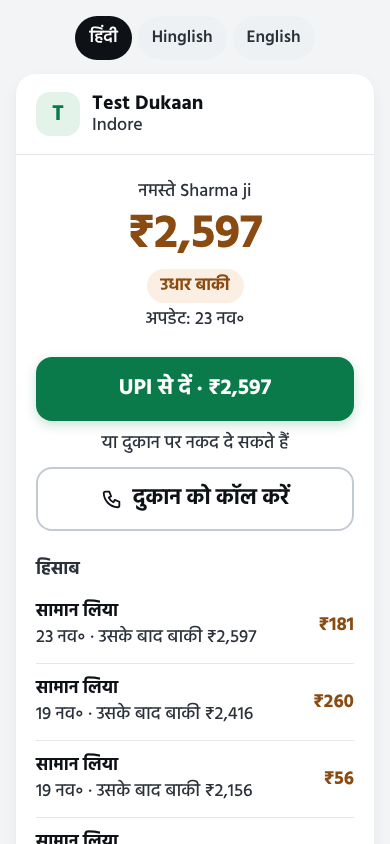 हिंदी
Hinglish
English
T
Test Dukaan
Indore
नमस्ते Sharma ji
₹2,597
उधार बाकी
अपडेट: 23 नव॰
UPI से दें · ₹2,597
या दुकान पर नकद दे सकते हैं
दुकान को कॉल करें
हिसाब
सामान लिया
₹181
23 नव॰ · उसके बाद बाकी ₹2,597
सामान लिया
₹260
19 नव॰ · उसके बाद बाकी ₹2,416
सामान लिया
₹56
19 नव॰ · उसके बाद बाकी ₹2,156
सामान लिया